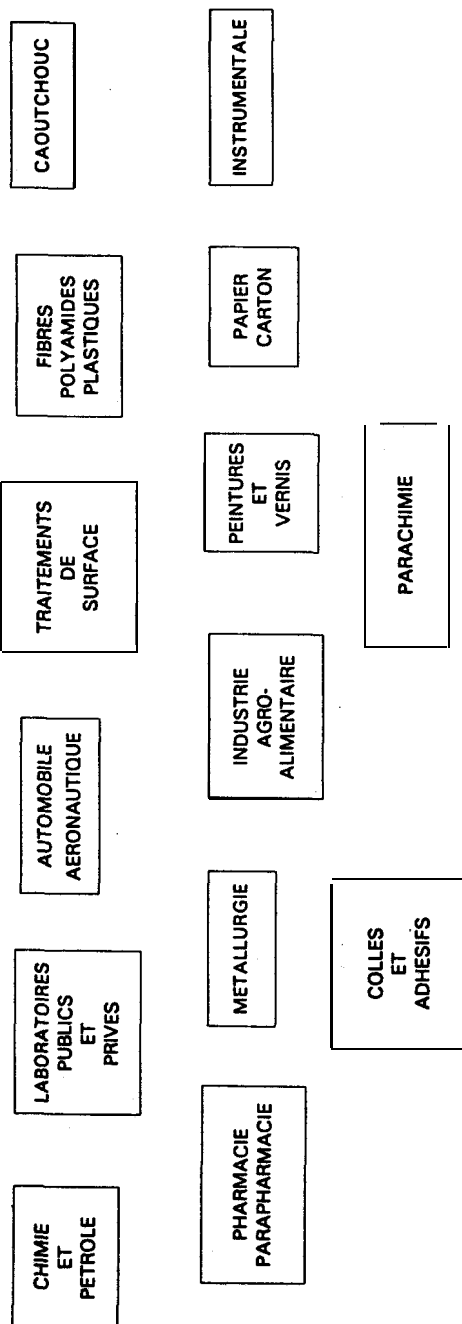 CHIMIE
ET
PETROLE
LABORATOIRES
PUBLICS
ET
PRIVES
AUTOMOBILE
AERONAUTIQUE
TRAITEMENTS
DE
SURFACE
FIBRES
POLYAMIDES
PLASTIQUES
CAOUTCHOUC
PHARMACIE
PARAPHARMACIE
METALLURGIE
INDUSTRIE
AGRO-
ALIMENTAIRE
PEINTURES
ET
VERNIS
PAPIER
CARTON
INSTRUMENTALE
COLLES
ET
ADHESIFS
PARACHIMIE